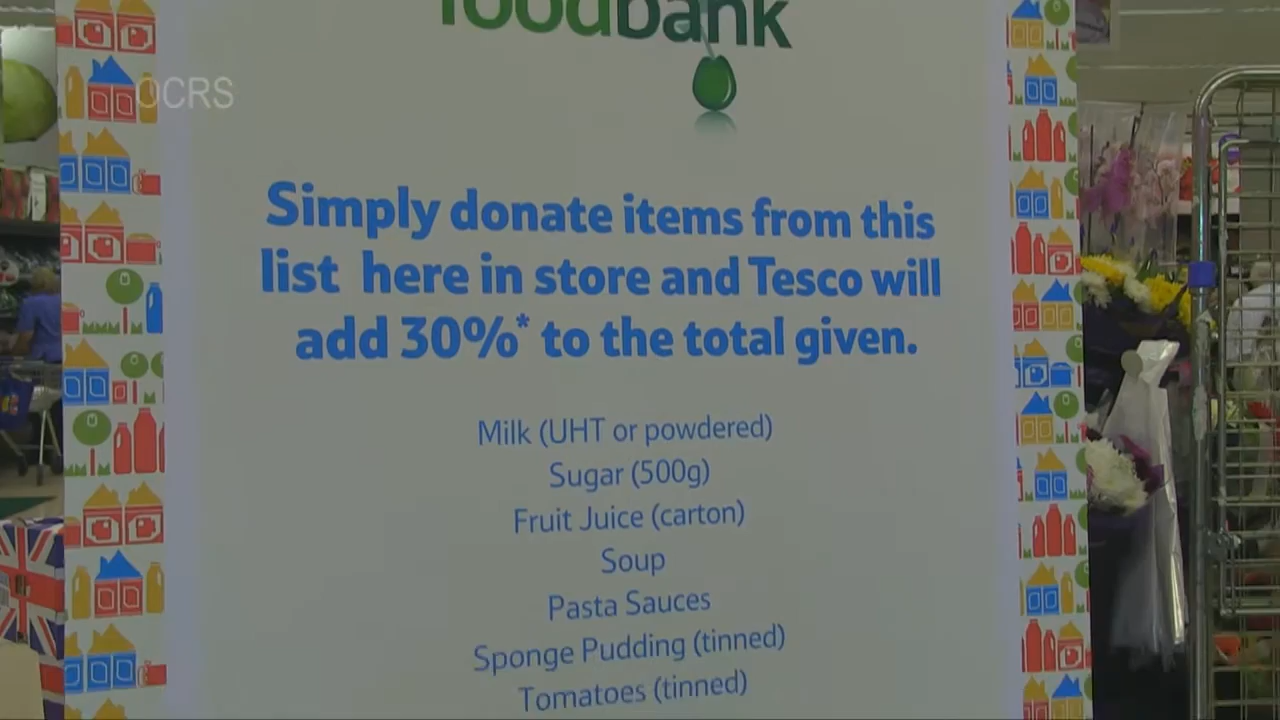 foodbank
OCRS
Simply donate items from this
list here in store and Tesco will
add 30%* to the total given.
Milk (UHT or powdered)
Sugar (500g)
Fruit Juice (carton)
Soup
Pasta Sauces
Sponge Pudding (tinned)
Tomatoes (tinned)